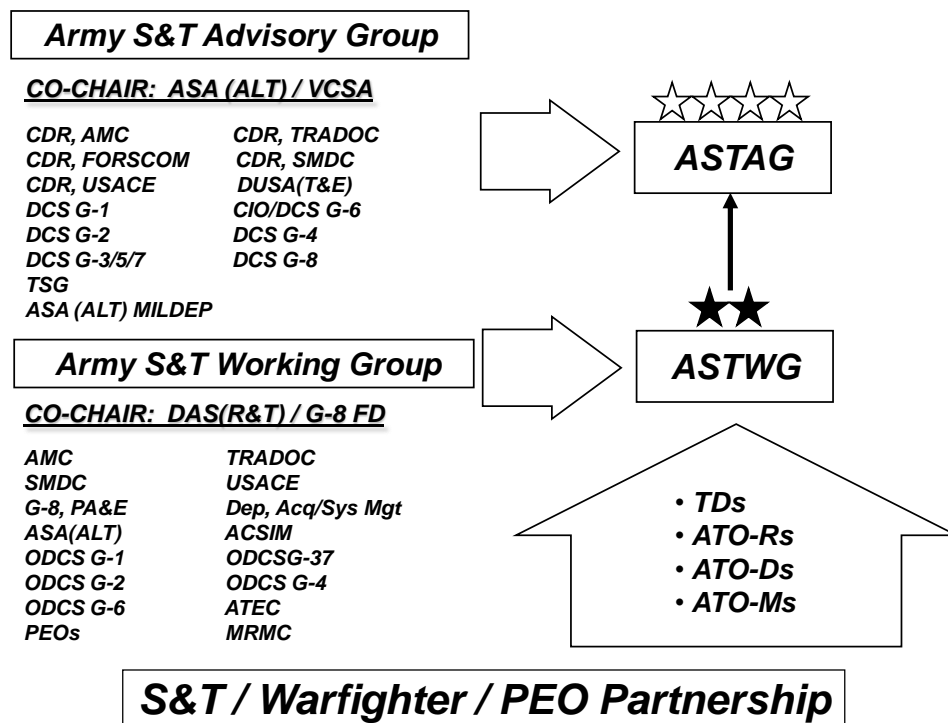 Army S&T Advisory Group
CO-CHAIR: ASA (ALT) / VCSA
CDR, AMC CDR, TRADOC
CDR, FORSCOM CDR, SMDC
CDR, USACE DUSA(T&E)
DCS G-1 CIO/DCS G-6
DCS G-2 DCS G-4
DCS G-3/5/7 DCS G-8
TSG
ASA (ALT) MILDEP
ASTAG
Army S&T Working Group
CO-CHAIR: DAS(R&T) / G-8 FD
AMC TRADOC
SMDC USACE
G-8, PA&E Dep, Acq/Sys Mgt
ASA(ALT) ACSIM
ODCS G-1 ODCSG-37
ODCS G-2 ODCS G-4
ODCS G-6 ATEC
PEOs MRMC
ASTWG
• TDs
• ATO-Rs
• ATO-Ds
• ATO-Ms
S&T / Warfighter / PEO Partnership